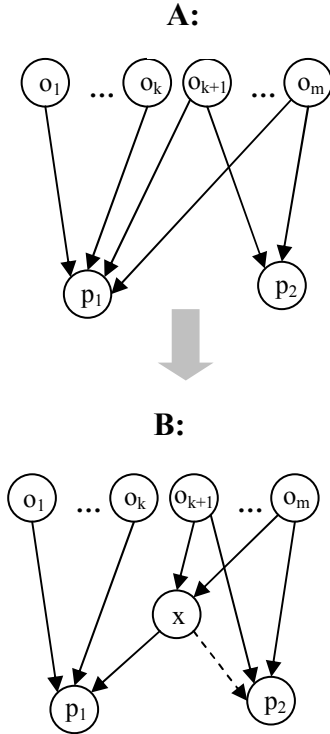 A:
o₁ ... oₖ oₖ₊₁ ... oₘ
p₁ p₂
B:
o₁ ... oₖ oₖ₊₁ ... oₘ
x
p₁ p₂